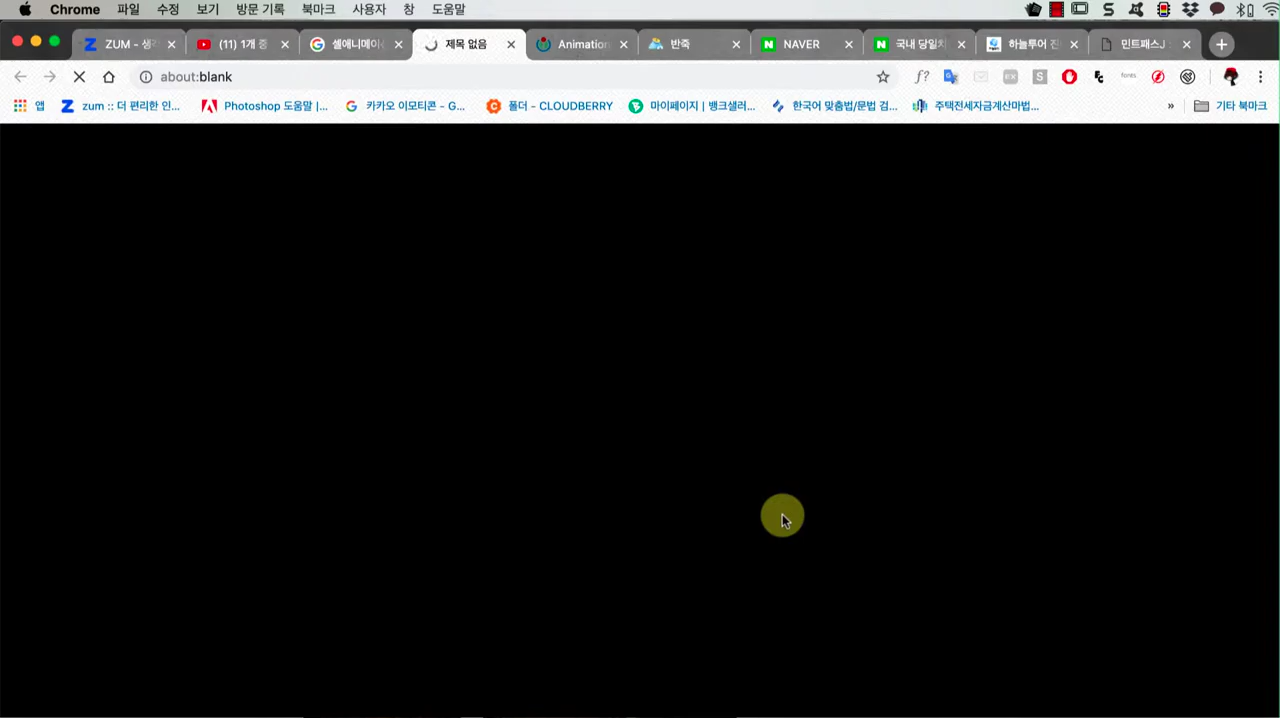 Chrome 파일 수정 보기 방문 기록 북마크 사용자 창 도움말
ZUM - 생각 (11) 1개 중 셀애니메이 제목 없음 Animation 반죽 NAVER 국내 당일치 하늘투어 진 민트패스J
about:blank f?
앱 zum :: 더 편리한 인... Photoshop 도움말 |... 카카오 이모티콘 - G... 폴더 - CLOUDBERRY 마이페이지 | 뱅크샐러... 한국어 맞춤법/문법 검... 주택전세자금계산마법... » 기타 북마크